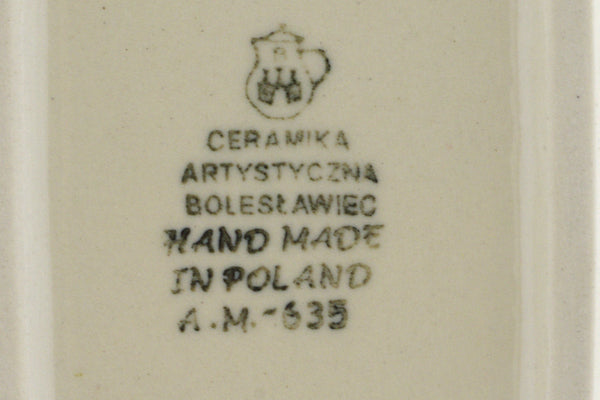 CERAMIKA
ARTYSTYCZNA
BOLESŁAWIEC
HAND MADE
IN POLAND
A.M.-635